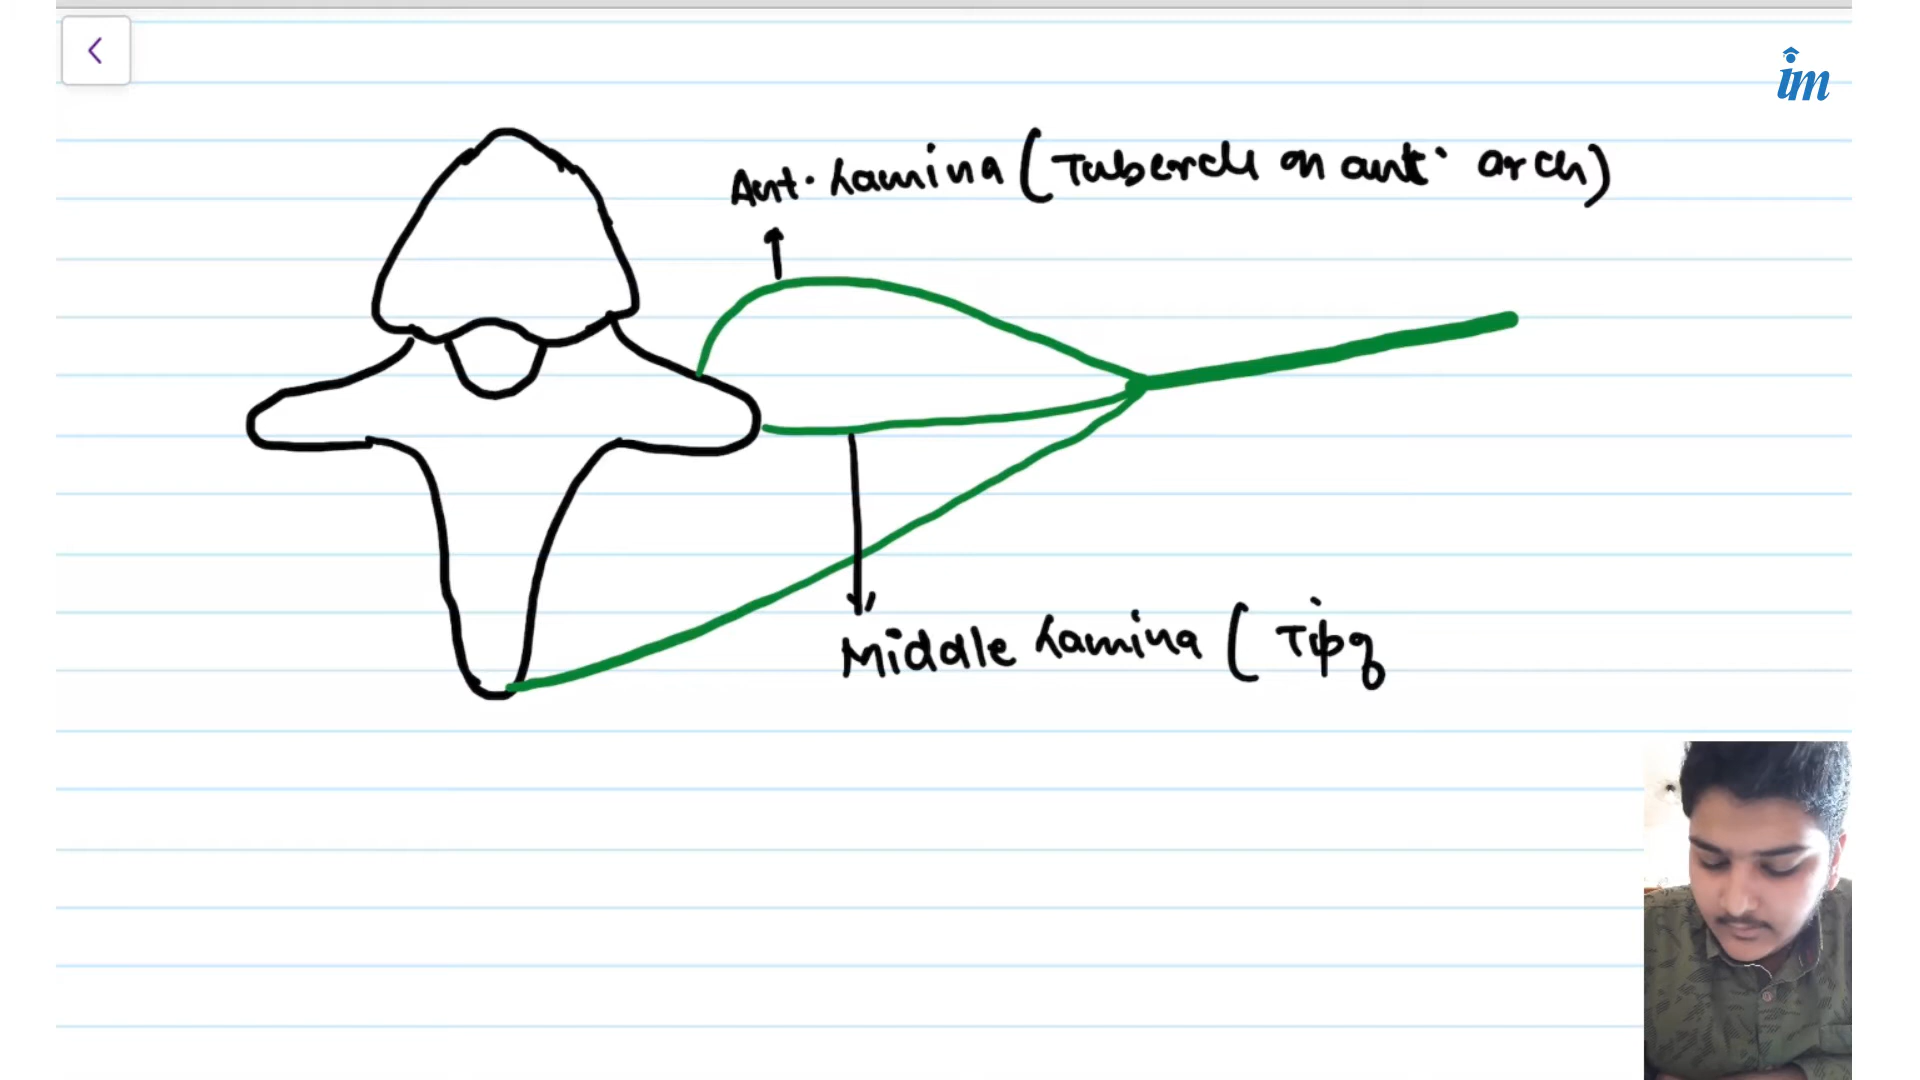 im
Ant. Lamina (Tubercle on ant. arch)
Middle Lamina ( Tip of